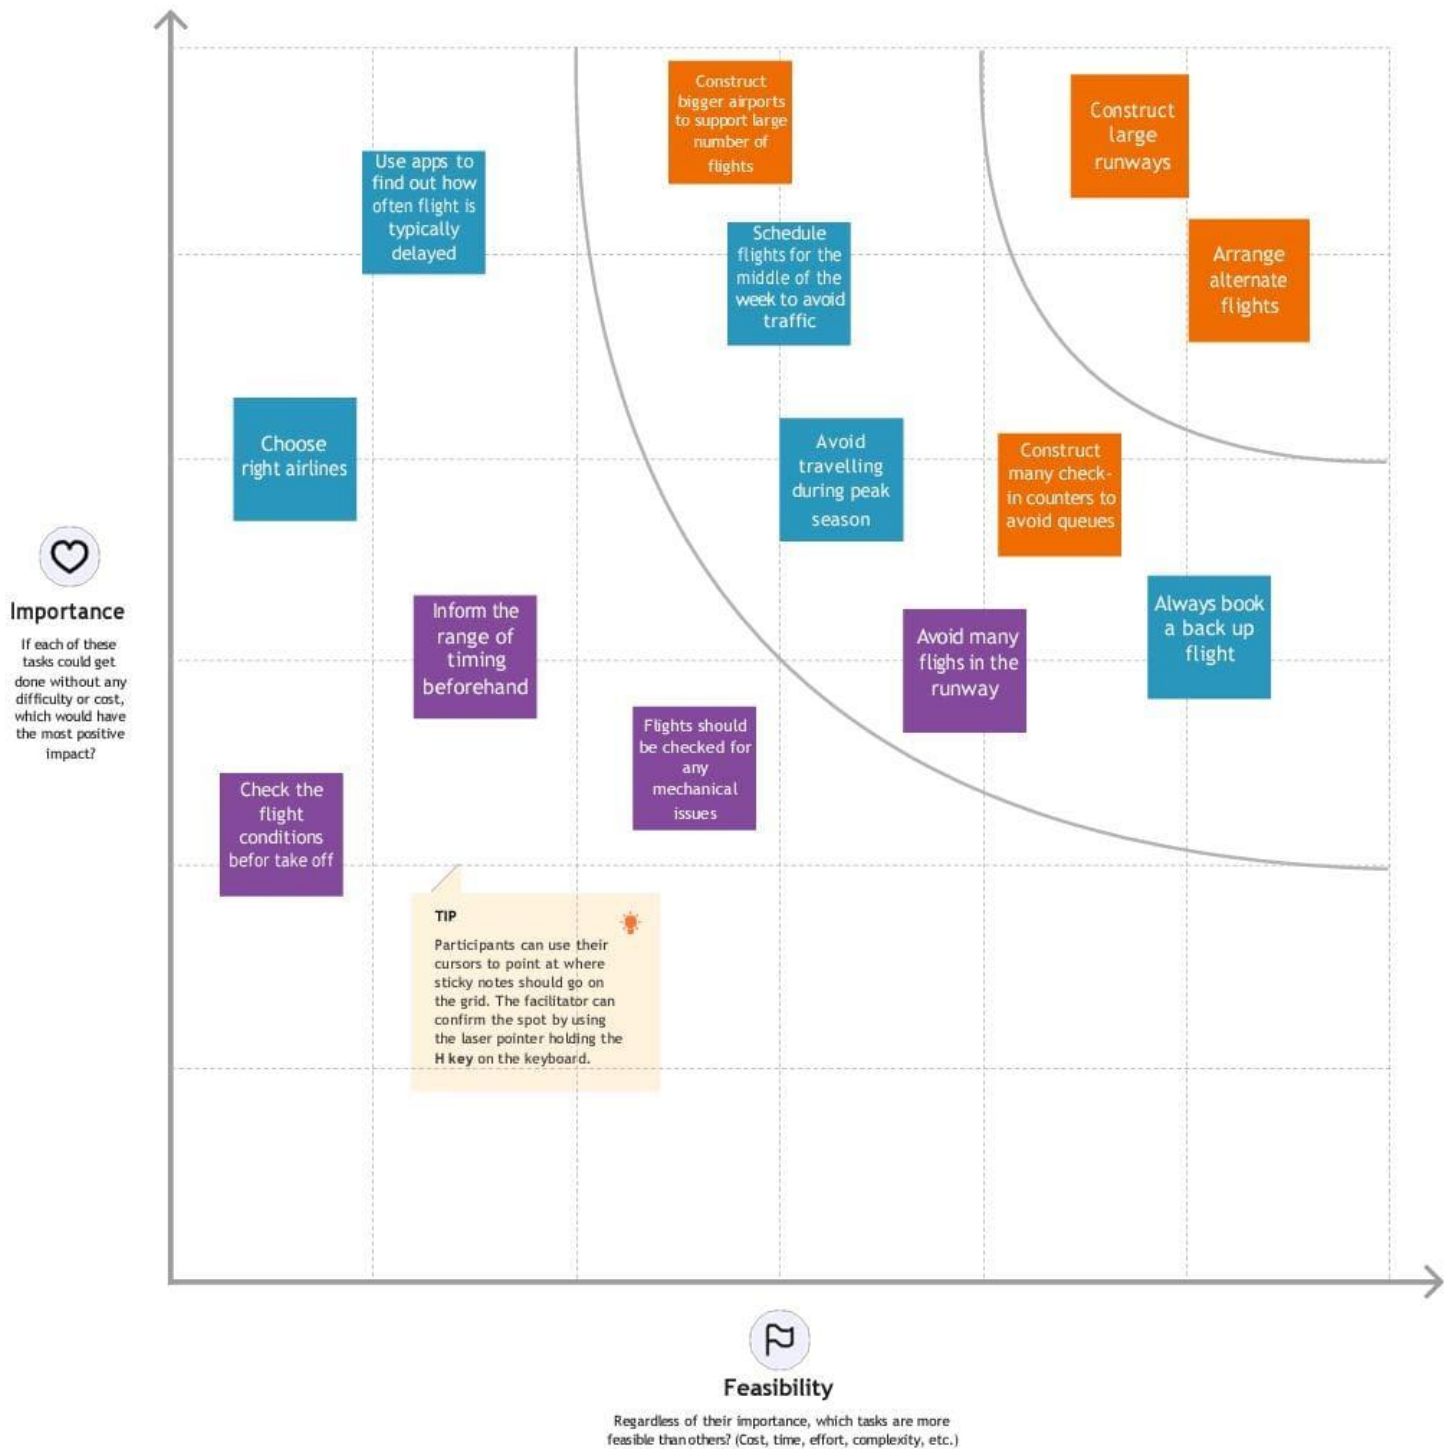 Construct
bigger airports
to support large
number of
flights
Construct
large
runways
Use apps to
find out how
often flight is
typically
delayed
Schedule
flights for the
middle of the
week to avoid
traffic
Arrange
alternate
flights
Choose
right airlines
Avoid
travelling
during peak
season
Construct
many check-
in counters to
avoid queues
Importance
If each of these
tasks could get
done without any
difficulty or cost,
which would have
the most positive
impact?
Inform the
range of
timing
beforehand
Avoid many
flighs in the
runway
Always book
a back up
flight
Flights should
be checked for
any
mechanical
issues
Check the
flight
conditions
befor take off
TIP
Participants can use their
cursors to point at where
sticky notes should go on
the grid. The facilitator can
confirm the spot by using
the laser pointer holding the
H key on the keyboard.
Feasibility
Regardless of their importance, which tasks are more
feasible than others? (Cost, time, effort, complexity, etc.)